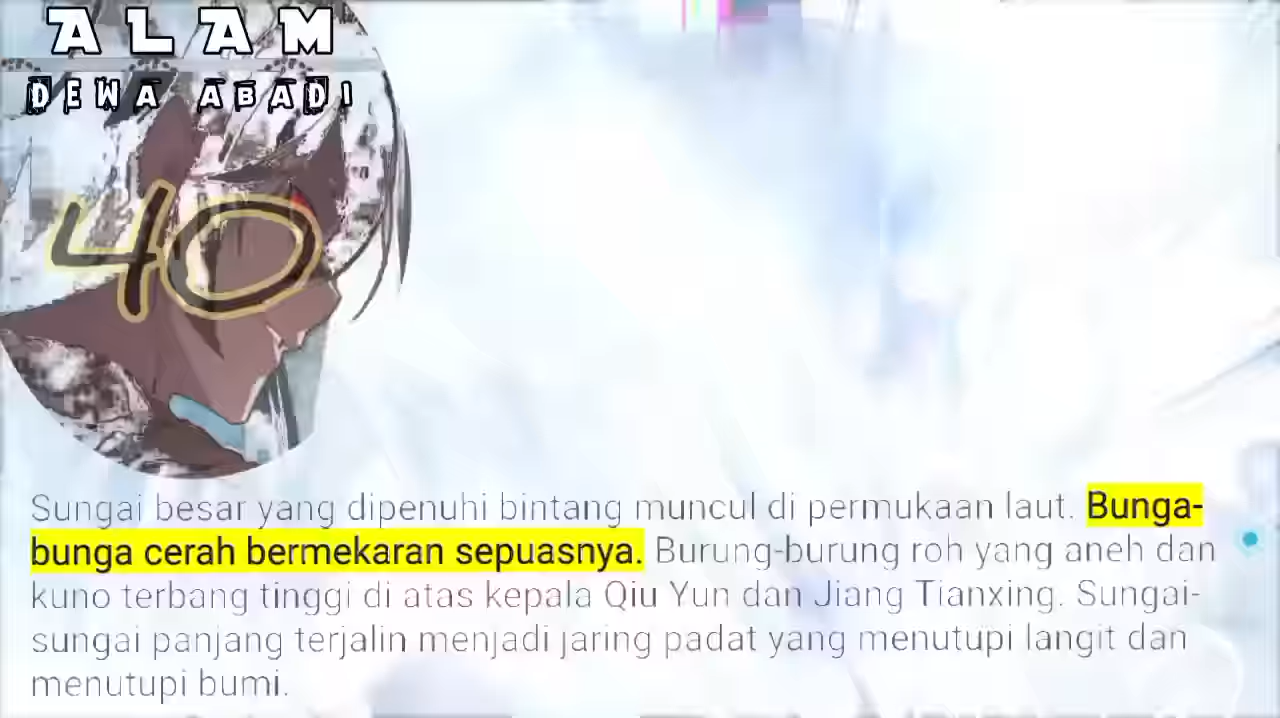 ALAM
DEWA ABADI
40
Sungai besar yang dipenuhi bintang muncul di permukaan laut. Bunga-
bunga cerah bermekaran sepuasnya. Burung-burung roh yang aneh dan
kuno terbang tinggi di atas kepala Qiu Yun dan Jiang Tianxing. Sungai-
sungai panjang terjalin menjadi jaring padat yang menutupi langit dan
menutupi bumi.